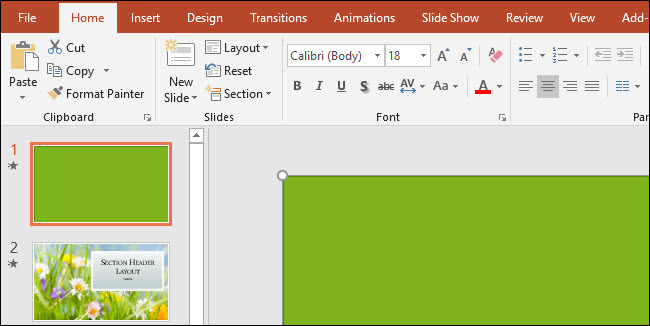 File Home Insert Design Transitions Animations Slide Show Review View Add-
Paste Cut Copy Format Painter
Clipboard
New Slide Layout Reset Section
Slides
Calibri (Body) 18 A A A
B I U S abc AV Aa A
Font
Par
1
2
SECTION HEADER
LAYOUT